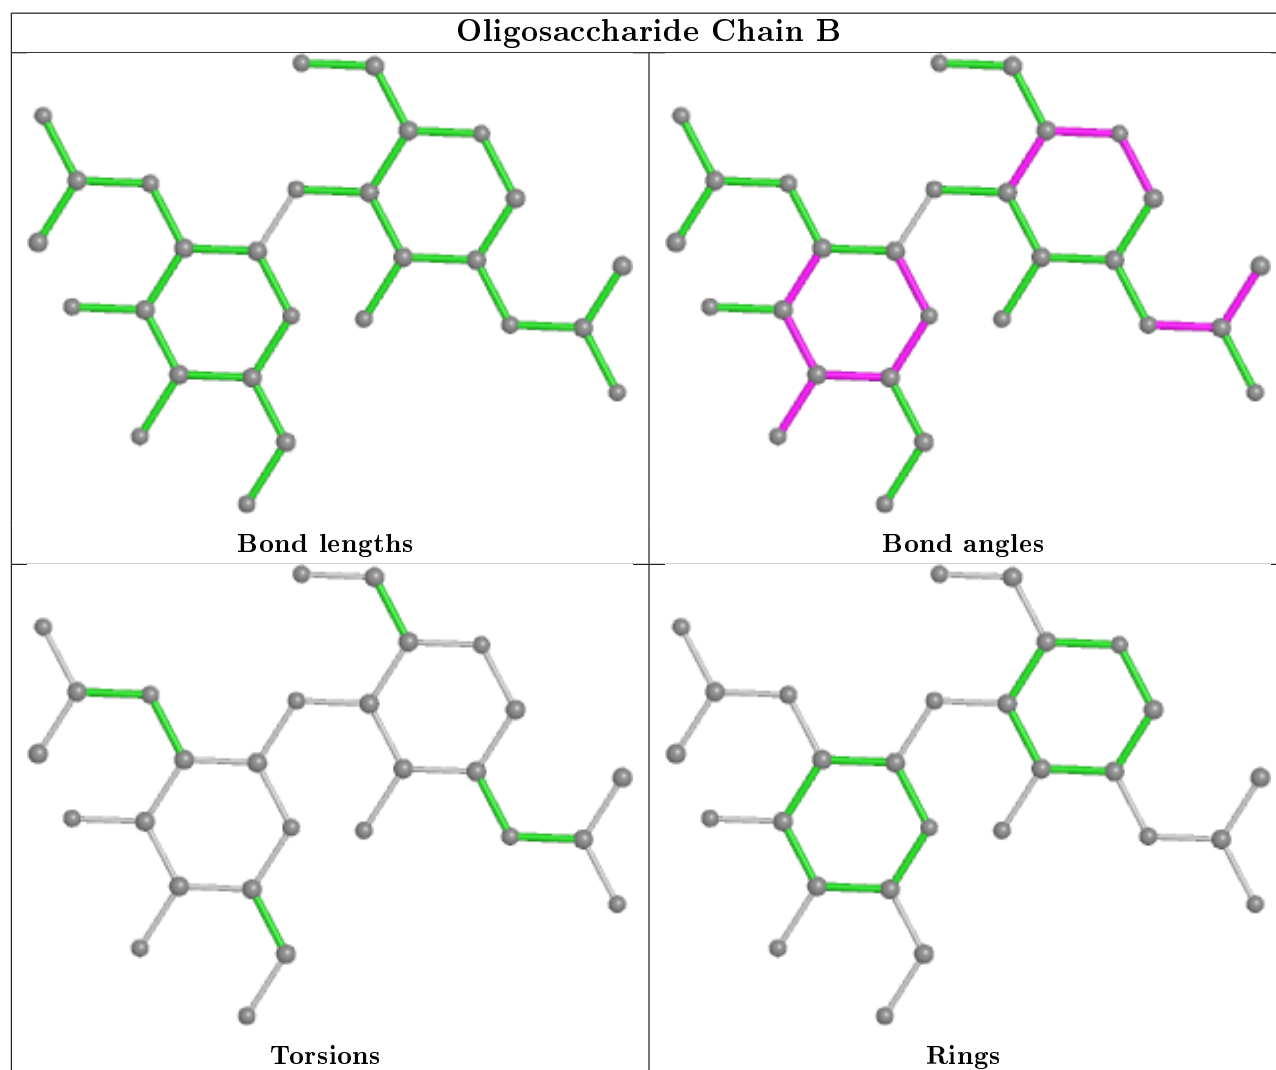 Oligosaccharide Chain B
Bond lengths
Bond angles
Torsions
Rings